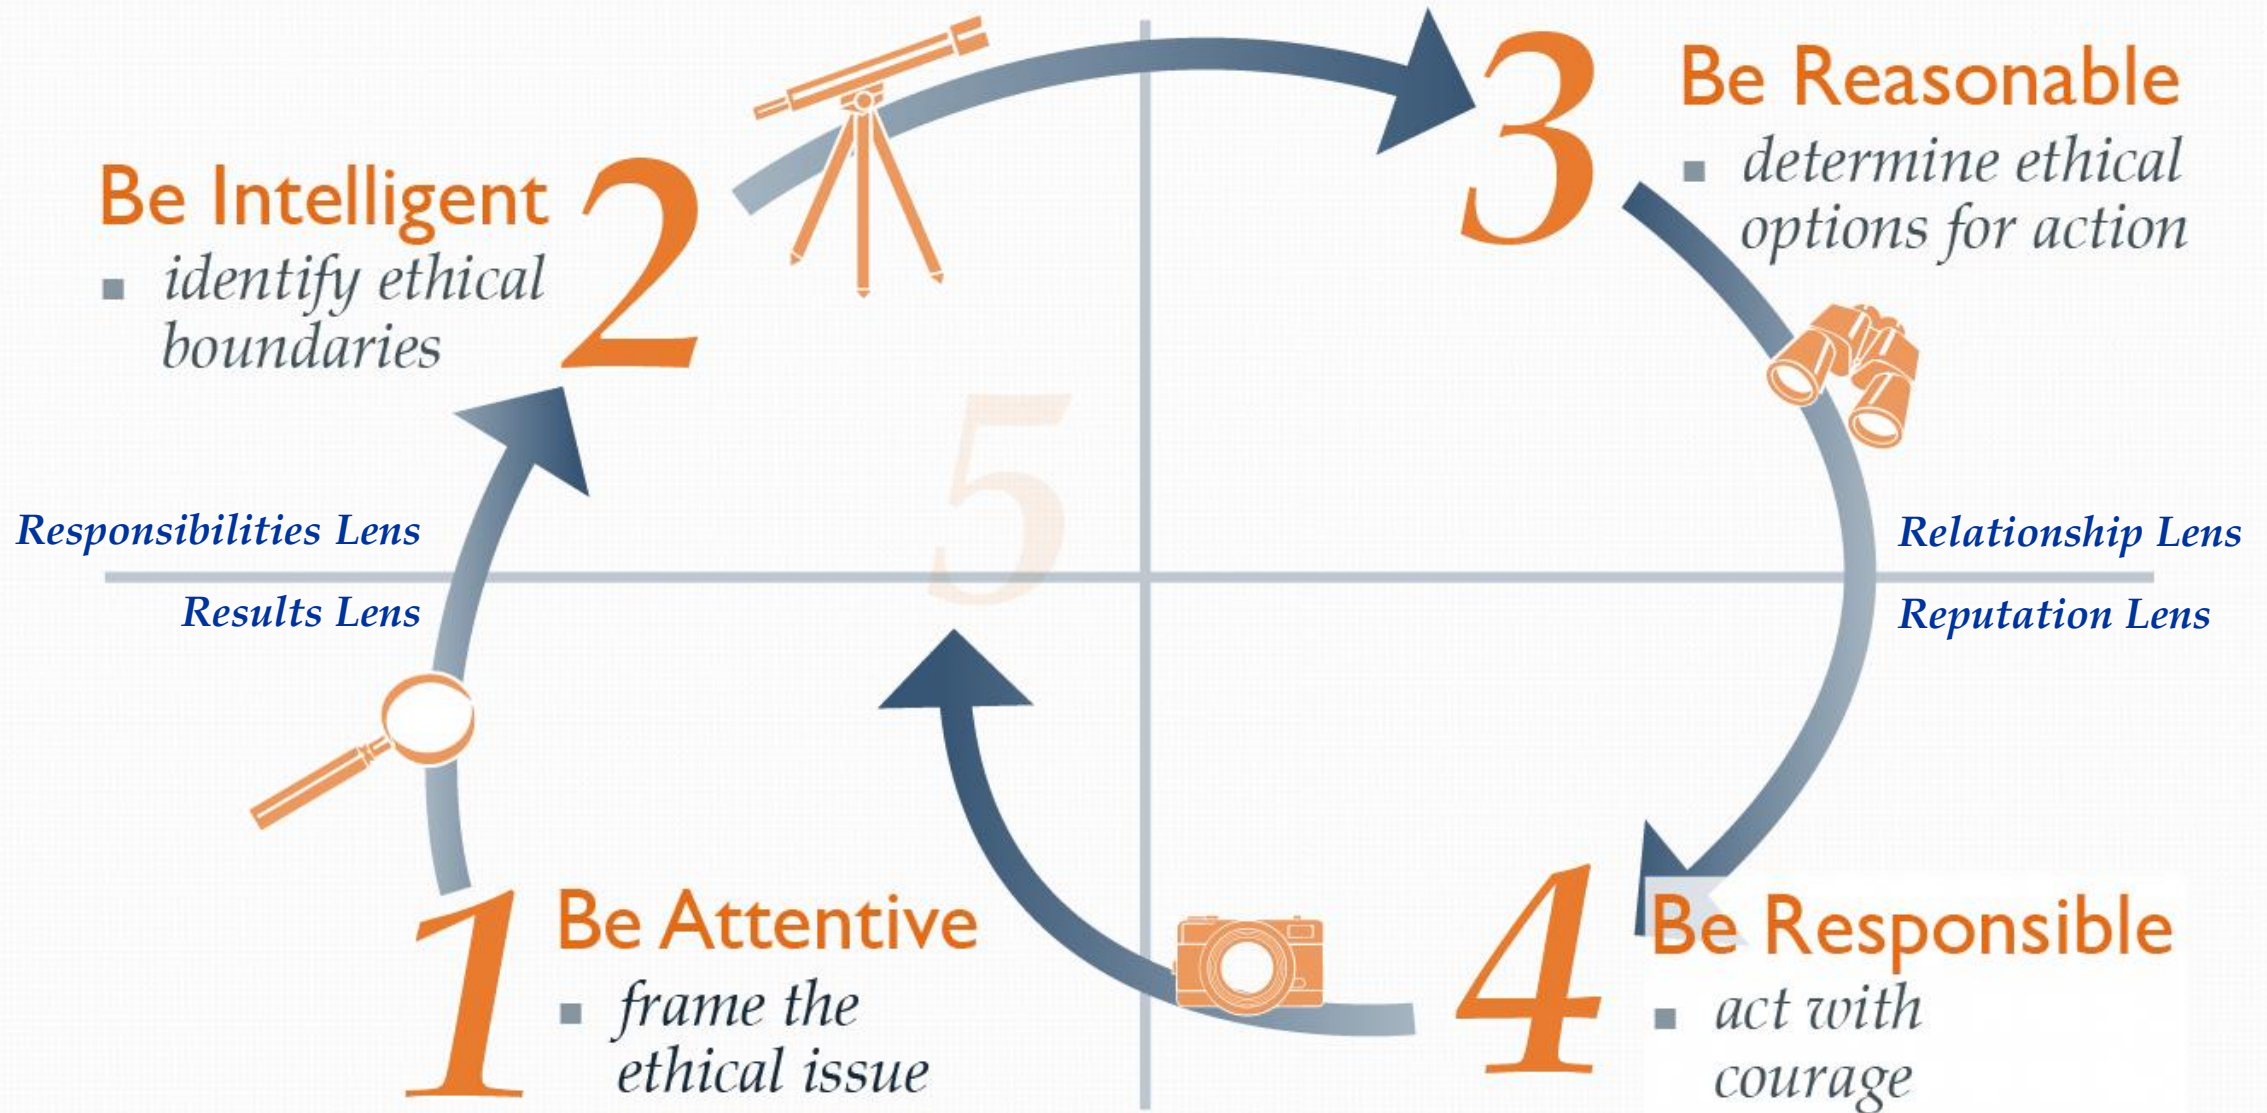 2
Be Intelligent
▪ identify ethical
boundaries
3
Be Reasonable
▪ determine ethical
options for action
5
Responsibilities Lens
Results Lens
Relationship Lens
Reputation Lens
1
Be Attentive
▪ frame the
ethical issue
4
Be Responsible
▪ act with
courage